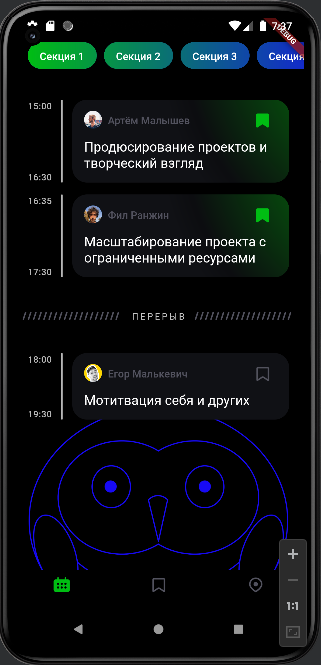 7:37
DEBUG
Секция 1
Секция 2
Секция 3
Секция
15:00
Артём Малышев
Продюсирование проектов и
творческий взгляд
16:30
16:35
Фил Ранжин
Масштабирование проекта с
ограниченными ресурсами
17:30
ПЕРЕРЫВ
18:00
Егор Малькевич
Мотитвация себя и других
19:30
1:1